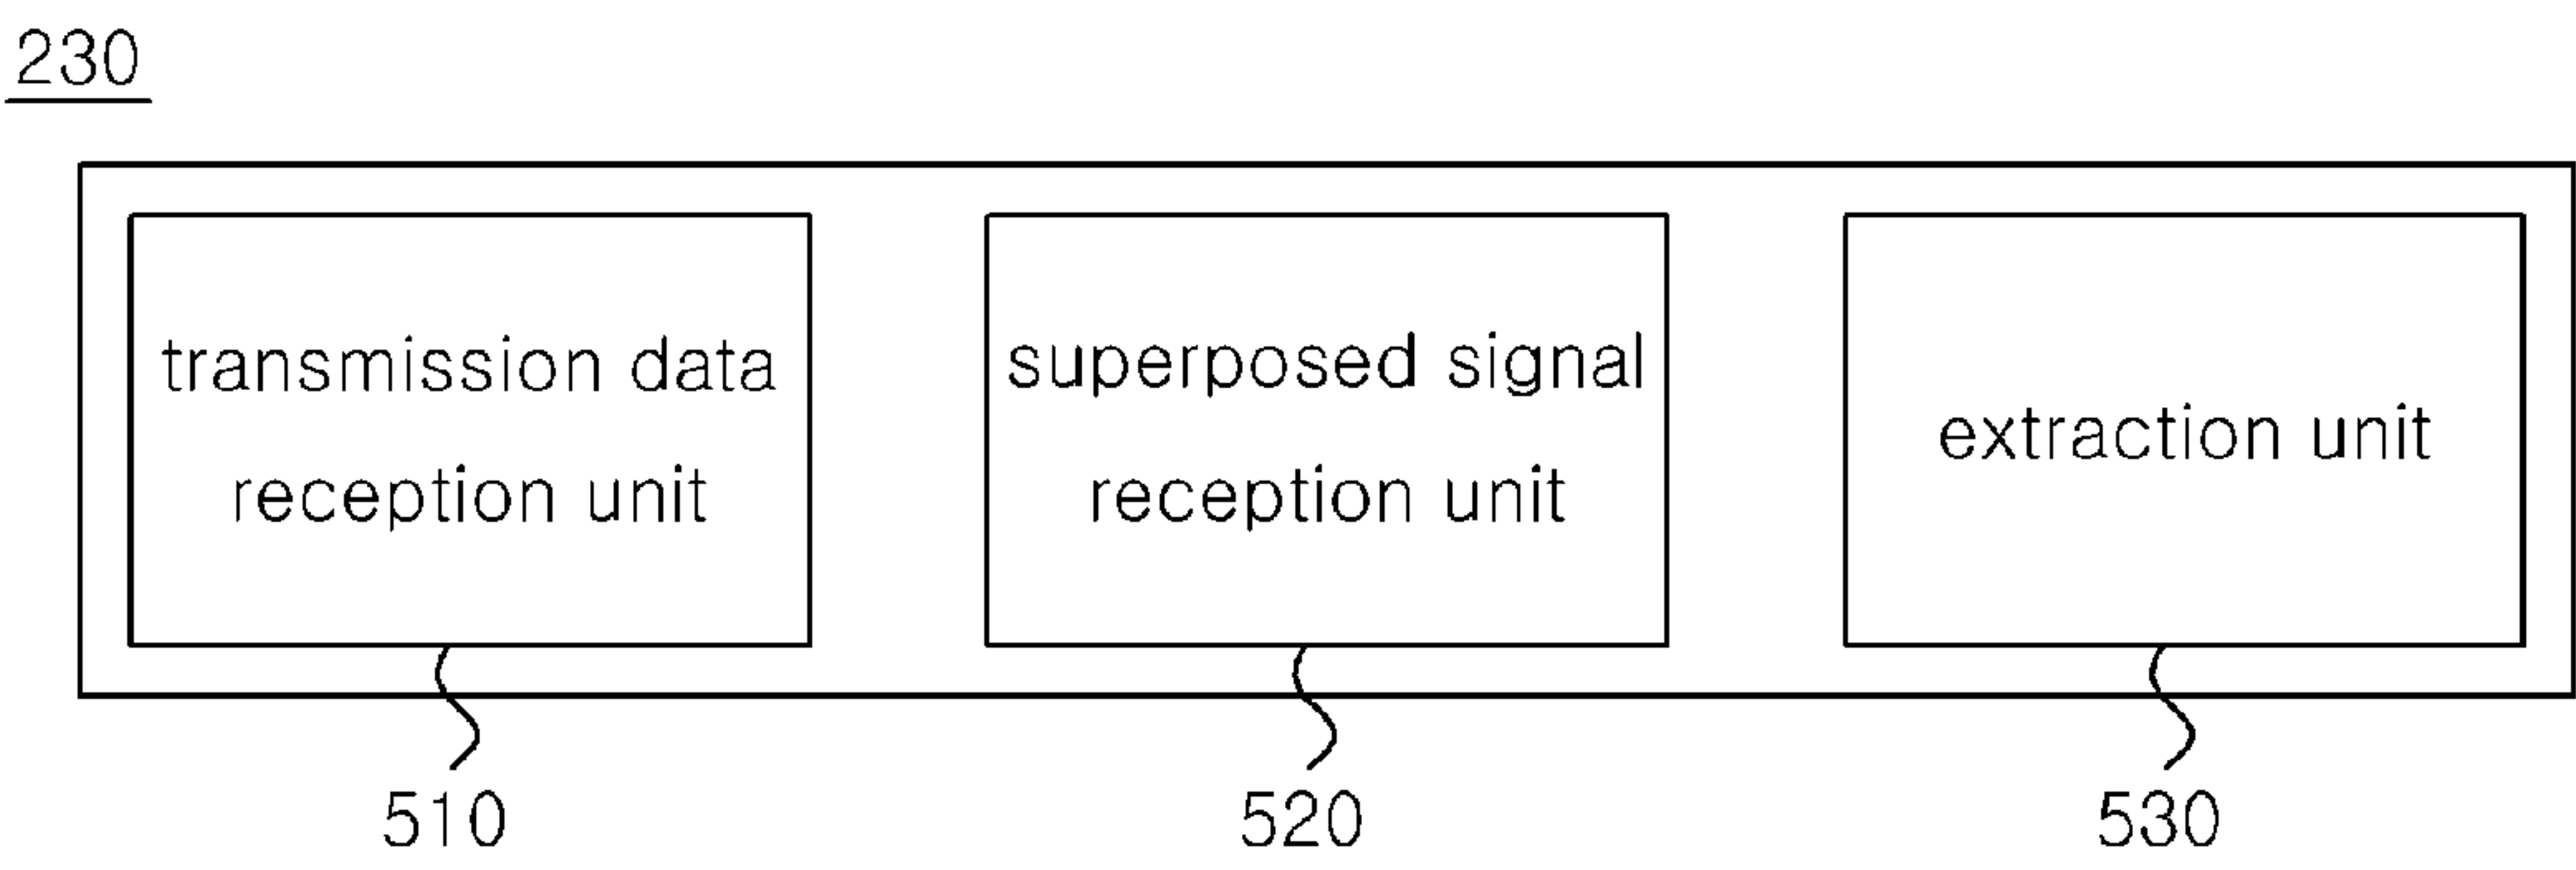 230
transmission data
reception unit
superposed signal
reception unit
extraction unit
510
520
530